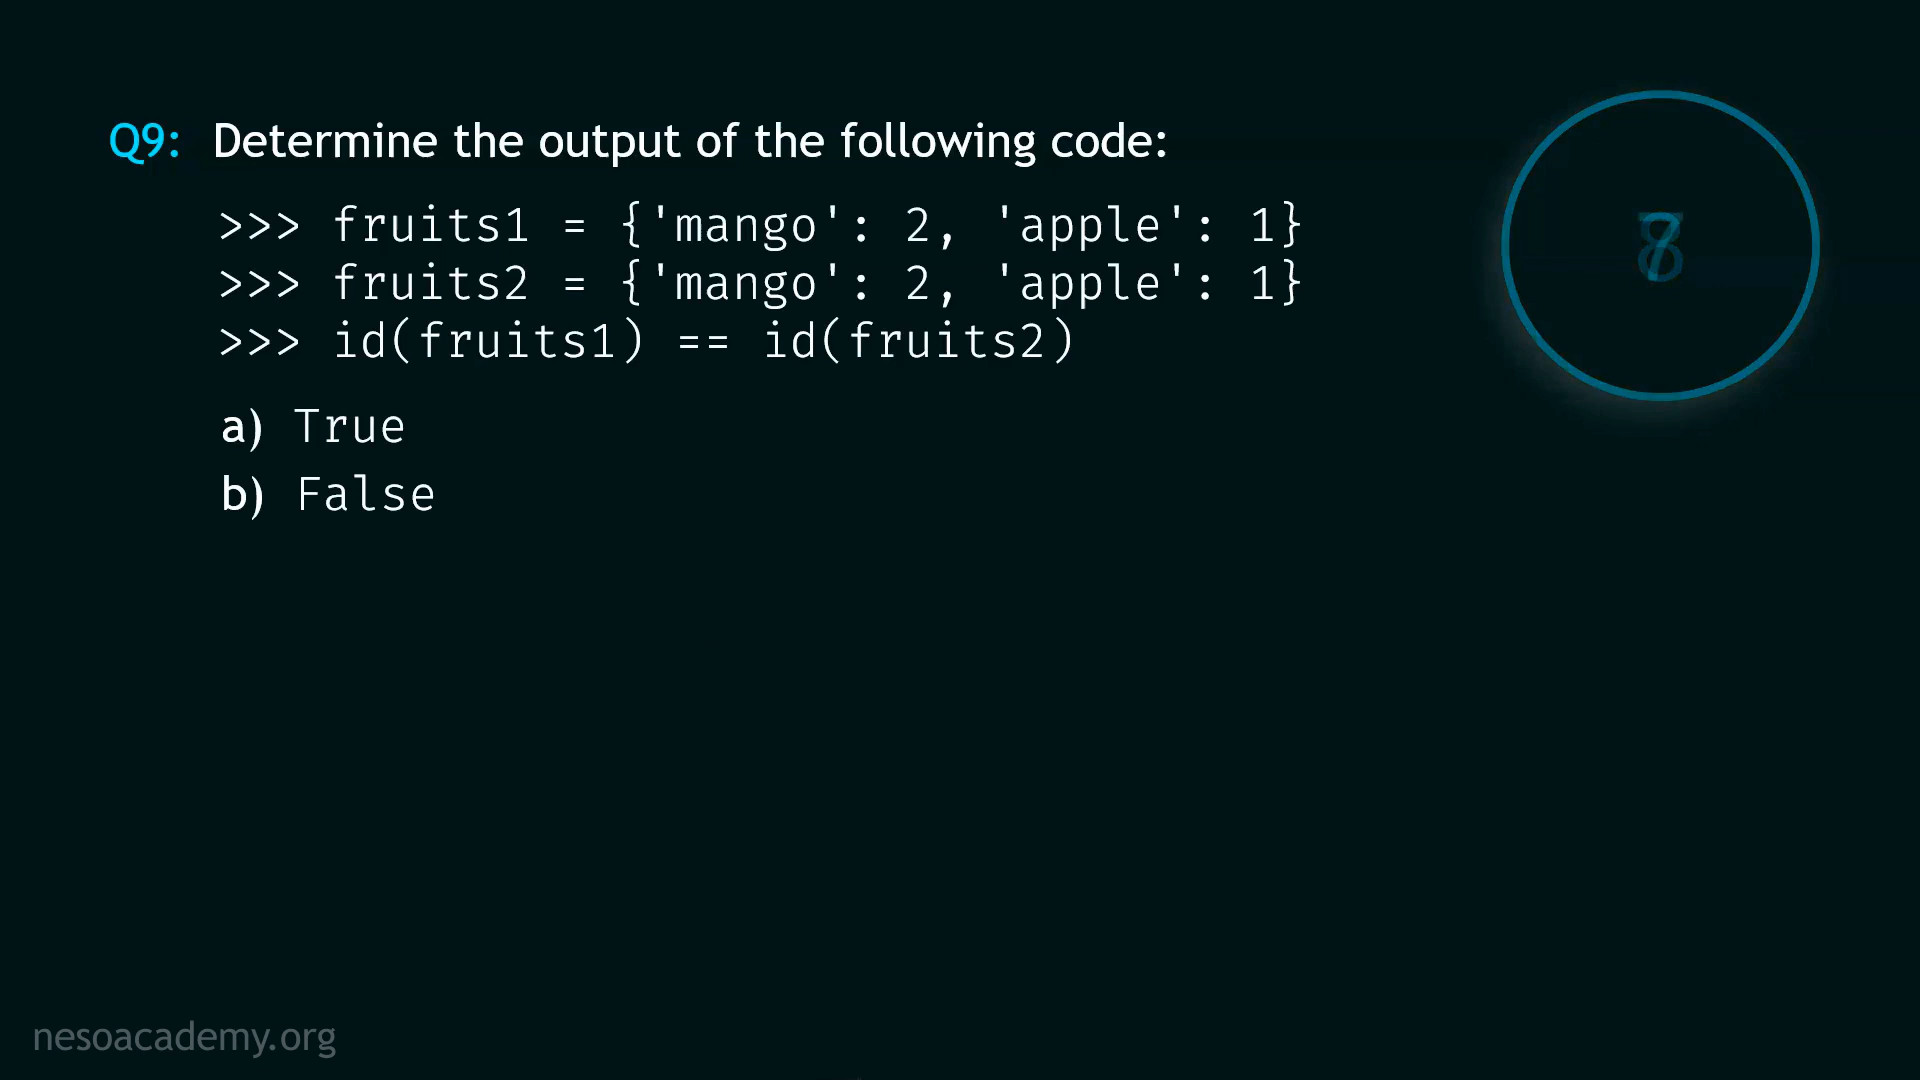 Q9: Determine the output of the following code:
>>> fruits1 = {'mango': 2, 'apple': 1}
>>> fruits2 = {'mango': 2, 'apple': 1}
>>> id(fruits1) == id(fruits2)
a) True
b) False
nesoacademy.org